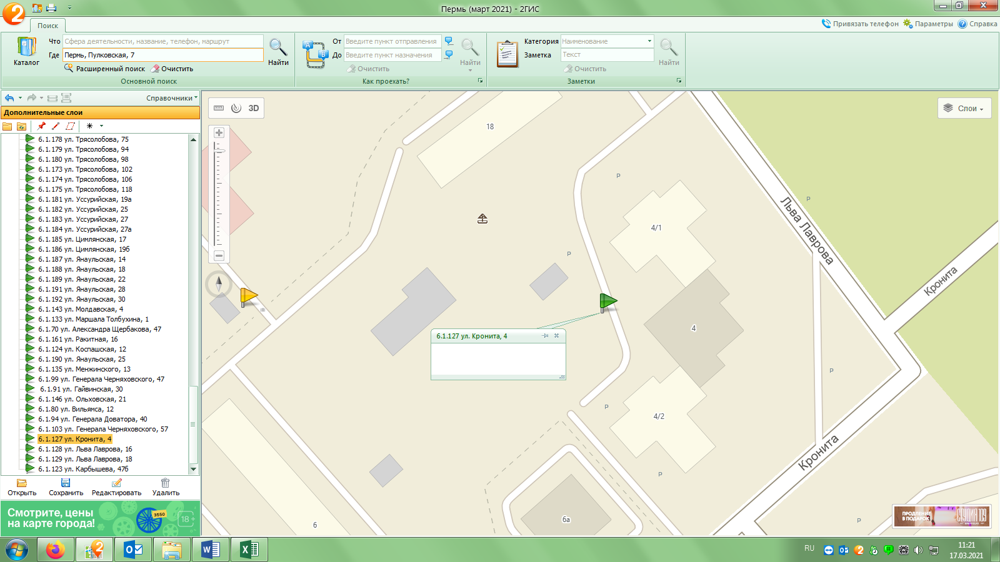 Пермь (март 2021) - 2ГИС
Поиск
Привязать телефон
Параметры
Справка
Каталог
Что
Сфера деятельности, название, телефон, маршрут
Где
Пермь, Пулковская, 7
Расширенный поиск
Очистить
Найти
Основной поиск
От
Введите пункт отправления
До
Введите пункт назначения
Очистить
Найти
Как проехать?
Категория
Наименование
Заметка
Текст
Очистить
Найти
Заметки
Справочники
Дополнительные слои
6.1.178 ул. Трясолобова, 75
6.1.179 ул. Трясолобова, 94
6.1.180 ул. Трясолобова, 98
6.1.173 ул. Трясолобова, 102
6.1.174 ул. Трясолобова, 106
6.1.175 ул. Трясолобова, 118
6.1.181 ул. Уссурийская, 19а
6.1.182 ул. Уссурийская, 25
6.1.183 ул. Уссурийская, 27
6.1.184 ул. Уссурийская, 27а
6.1.185 ул. Цимлянская, 17
6.1.186 ул. Цимлянская, 19б
6.1.187 ул. Янаульская, 14
6.1.188 ул. Янаульская, 18
6.1.189 ул. Янаульская, 22
6.1.191 ул. Янаульская, 28
6.1.192 ул. Янаульская, 30
6.1.143 ул. Молдавская, 4
6.1.133 ул. Маршала Толбухина, 1
6.1.70 ул. Александра Щербакова, 47
6.1.161 ул. Ракитная, 16
6.1.124 ул. Коспашская, 12
6.1.190 ул. Янаульская, 25
6.1.135 ул. Менжинского, 13
6.1.99 ул. Генерала Черняховского, 47
6.1.91 ул. Гайвинская, 30
6.1.146 ул. Ольховская, 21
6.1.80 ул. Вильямса, 12
6.1.94 ул. Генерала Доватора, 40
6.1.103 ул. Генерала Черняховского, 57
6.1.127 ул. Кронита, 4
6.1.128 ул. Льва Лаврова, 16
6.1.129 ул. Льва Лаврова, 18
6.1.123 ул. Карбышева, 47б
Открыть
Сохранить
Редактировать
Удалить
Смотрите, цены
на карте города!
3550
18+
3D
Слои
18
P
P
4/1
P
Льва Лаврова
Кронита
4
6.1.127 ул. Кронита, 4
P
P
4/2
Кронита
P
6а
6
P
ПРОДЛЕНИЕ
В ПОДАРОК
СТУДИЯ 109
RU
11:21
17.03.2021